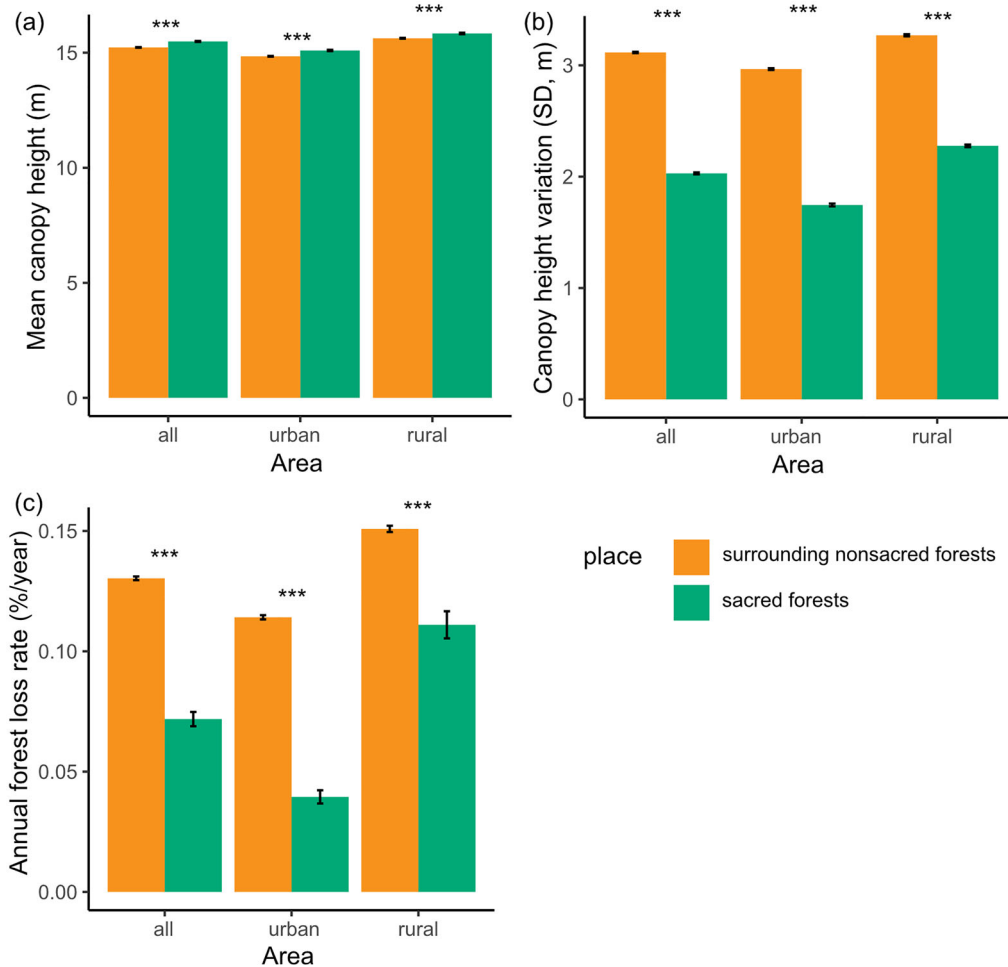 (a)
Mean canopy height (m)
15
10
5
0
***
***
***
all
urban
rural
Area
(b)
Canopy height variation (SD, m)
3
2
1
0
***
***
***
all
urban
rural
Area
(c)
Annual forest loss rate (%/year)
0.15
0.10
0.05
0.00
***
***
***
all
urban
rural
Area
place
surrounding nonsacred forests
sacred forests